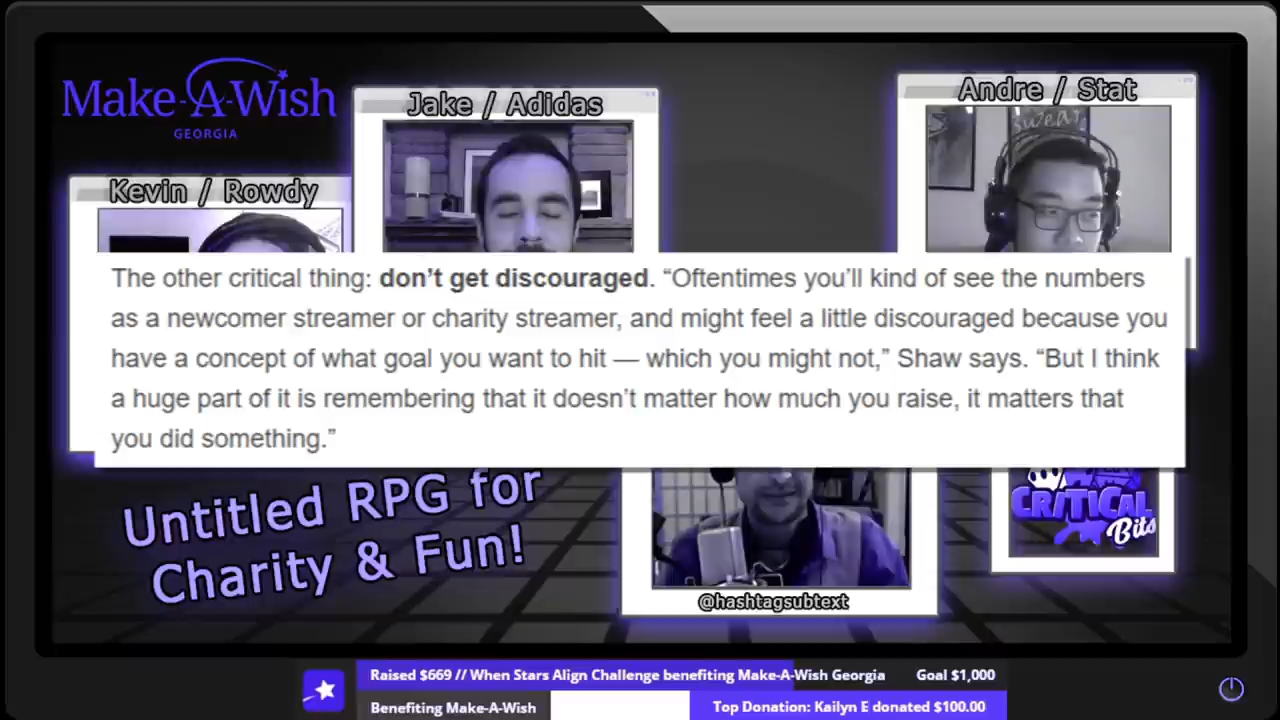 Make-A-Wish
GEORGIA
Jake / Adidas
Andre / Stat
Kevin / Rowdy
swear
The other critical thing: don’t get discouraged. “Oftentimes you’ll kind of see the numbers
as a newcomer streamer or charity streamer, and might feel a little discouraged because you
have a concept of what goal you want to hit — which you might not,” Shaw says. “But I think
a huge part of it is remembering that it doesn’t matter how much you raise, it matters that
you did something.”
Untitled RPG for
Charity & Fun!
CRITICAL
Bits
@hashtagsubtext
Raised $669 // When Stars Align Challenge benefiting Make-A-Wish Georgia Goal $1,000
Benefiting Make-A-Wish Top Donation: Kailyn E donated $100.00